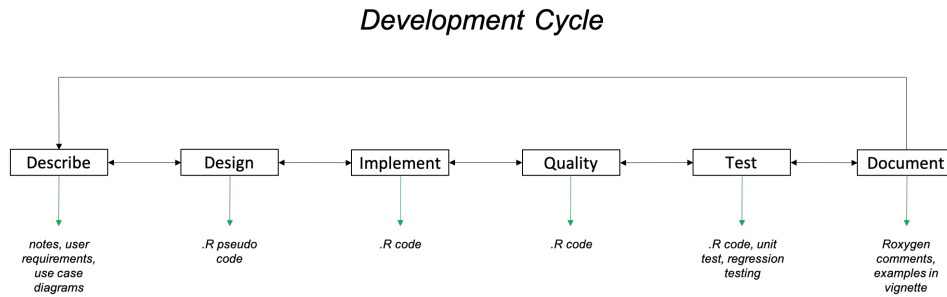 Development Cycle
Describe
Design
Implement
Quality
Test
Document
notes, user
requirements,
use case
diagrams
.R pseudo
code
.R code
.R code
.R code, unit
test, regression
testing
Roxygen
comments,
examples in
vignette